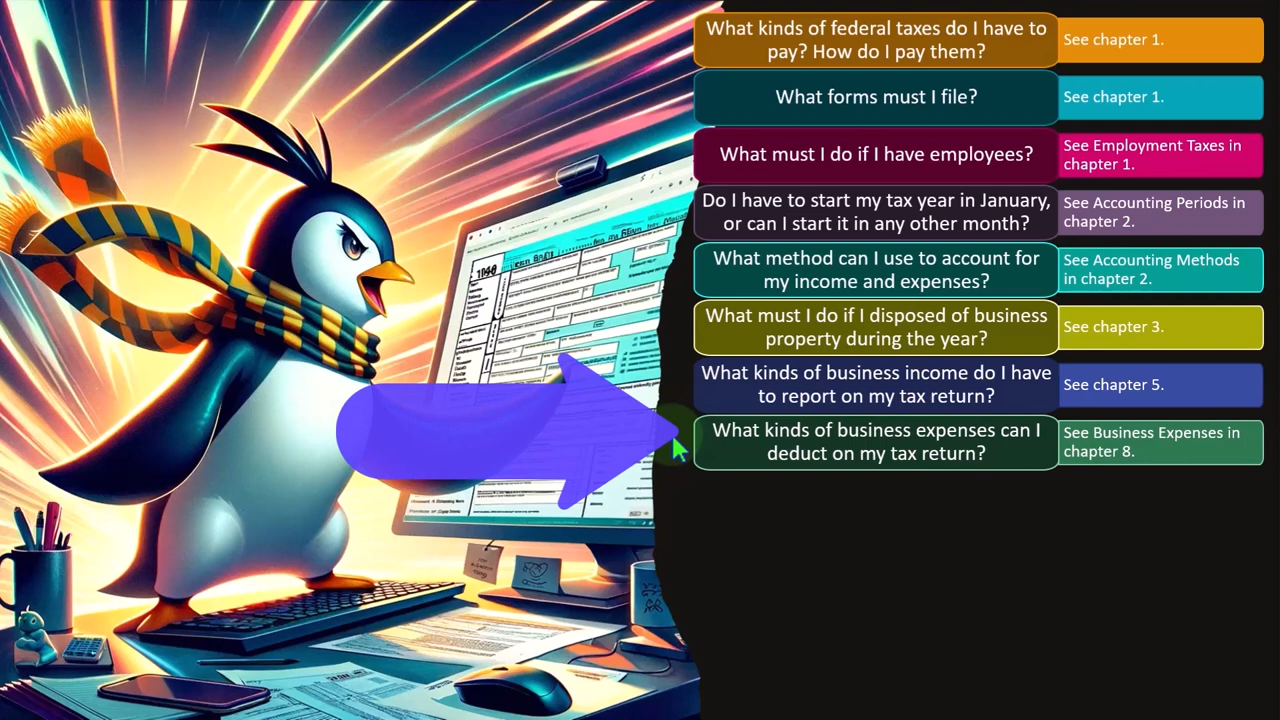 What kinds of federal taxes do I have to
pay? How do I pay them?
See chapter 1.
What forms must I file?
See chapter 1.
What must I do if I have employees?
See Employment Taxes in
chapter 1.
Do I have to start my tax year in January,
or can I start it in any other month?
See Accounting Periods in
chapter 2.
What method can I use to account for
my income and expenses?
See Accounting Methods
in chapter 2.
What must I do if I disposed of business
property during the year?
See chapter 3.
What kinds of business income do I have
to report on my tax return?
See chapter 5.
What kinds of business expenses can I
deduct on my tax return?
See Business Expenses in
chapter 8.
1040